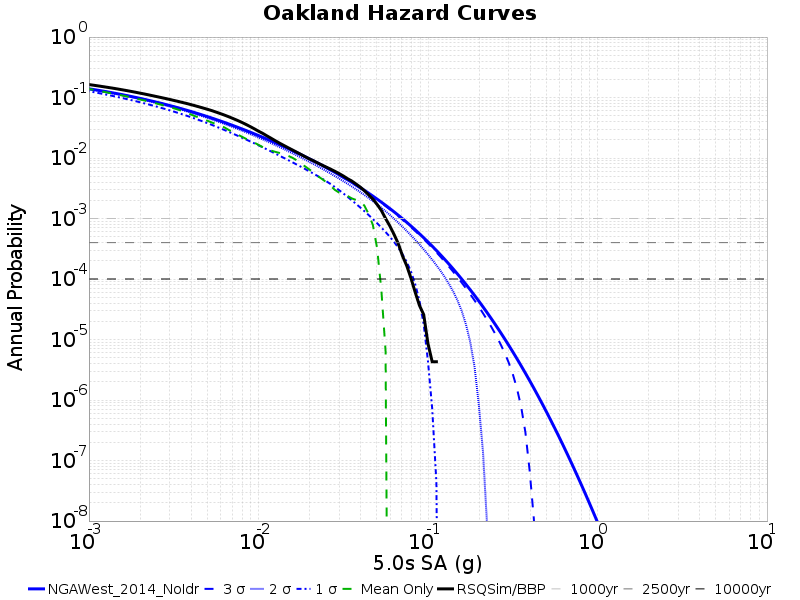 Oakland Hazard Curves
10^0
10^-1
10^-2
10^-3
10^-4
10^-5
10^-6
10^-7
10^-8
Annual Probability
10^-3 10^-2 10^-1 10^0 10^1
5.0s SA (g)
NGAWest_2014_NoIdr 3 σ 2 σ 1 σ Mean Only RSQSim/BBP 1000yr 2500yr 10000yr